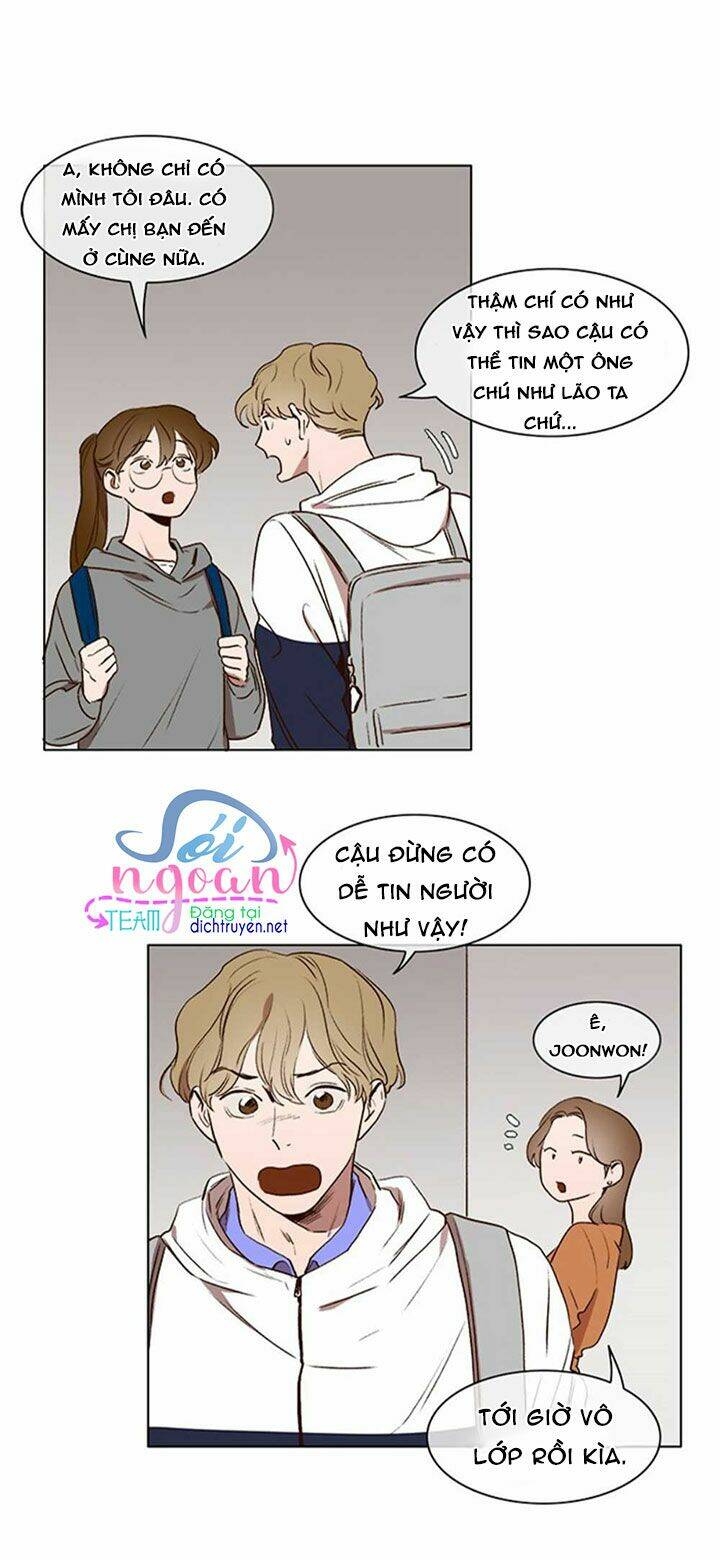 A, KHÔNG CHỈ CÓ
MÌNH TÔI ĐÂU. CÓ
MẤY CHỊ BẠN ĐẾN
Ở CÙNG NỮA.
THẬM CHÍ CÓ NHƯ
VẬY THÌ SAO CẬU CÓ
THỂ TIN MỘT ÔNG
CHÚ NHƯ LÃO TA
CHỨ...
Sói
ngoan
TEAM
Đăng tại
dichtruyen.net
CẬU ĐỪNG CÓ
DỄ TIN NGƯỜI
NHƯ VẬY!
Ê,
JOONWON!
TỚI GIỜ VÔ
LỚP RỒI KÌA.